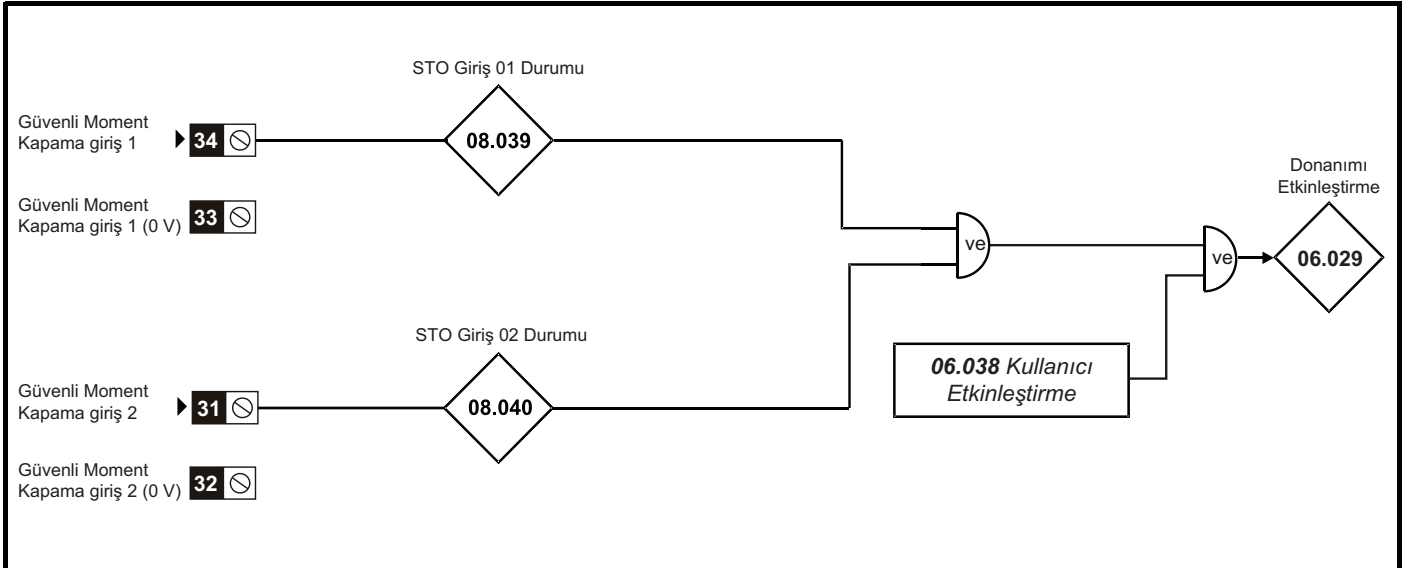 STO Giriş 01 Durumu
Güvenli Moment
Kapama giriş 1
34
08.039
Güvenli Moment
Kapama giriş 1 (0 V)
33
ve
ve
Donanımı
Etkinleştirme
06.029
STO Giriş 02 Durumu
06.038 Kullanıcı
Etkinleştirme
Güvenli Moment
Kapama giriş 2
31
08.040
Güvenli Moment
Kapama giriş 2 (0 V)
32